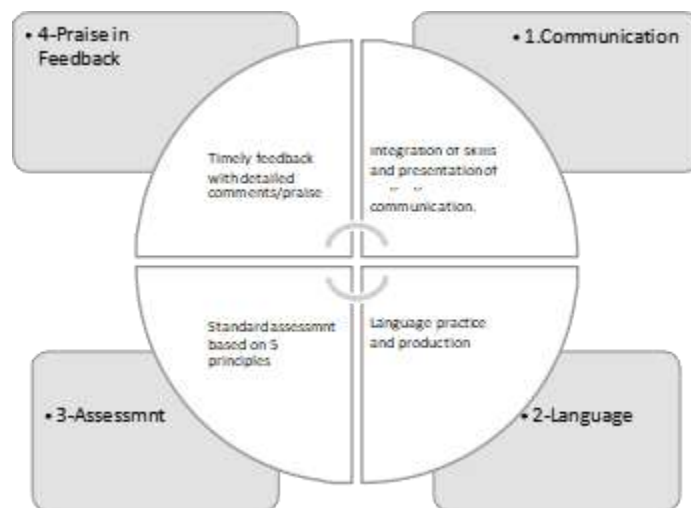 • 4-Praise in
Feedback
• 1.Communication
Timely feedback
with detailed
comments/praise
Integration of skills
and presentation of
communication.
Standard assessmnt
based on 5
principles
Language practice
and production
• 3-Assessmnt
• 2-Language